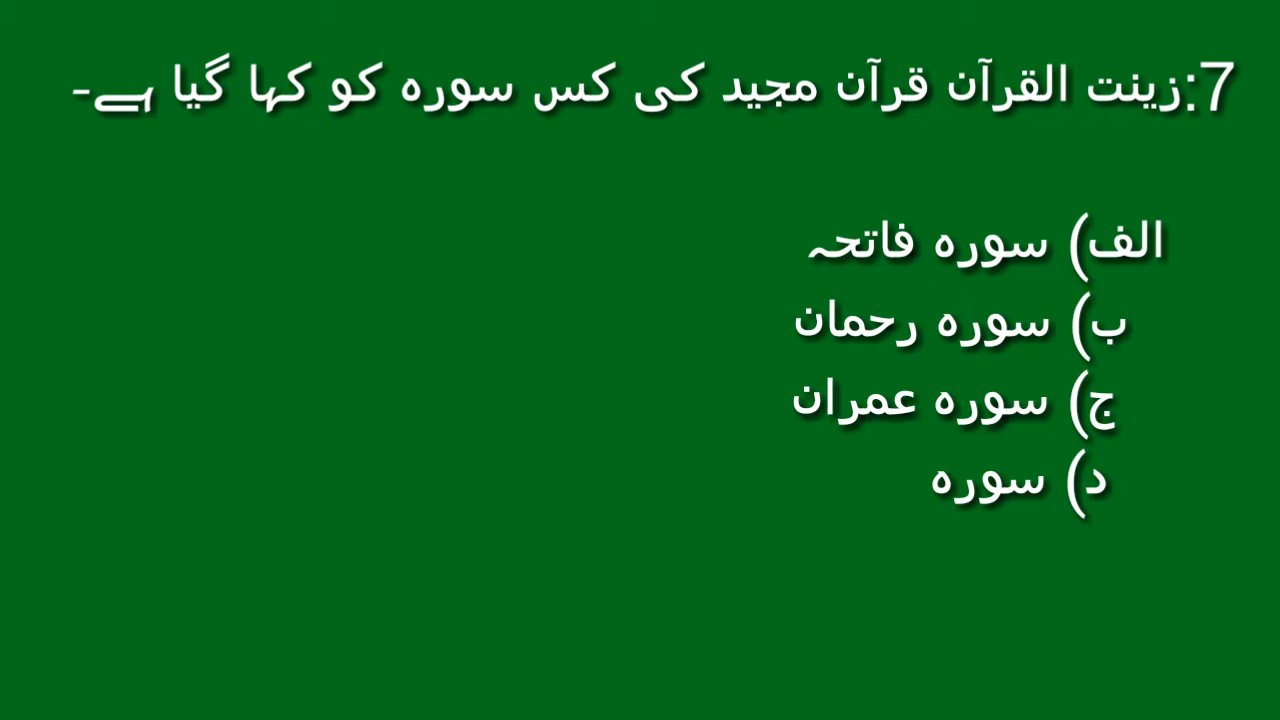 7:زینت القرآن قرآن مجید کی کس سورہ کو کہا گیا ہے۔
الف) سورہ فاتحہ
ب) سورہ رحمان
ج) سورہ عمران
د) سورہ